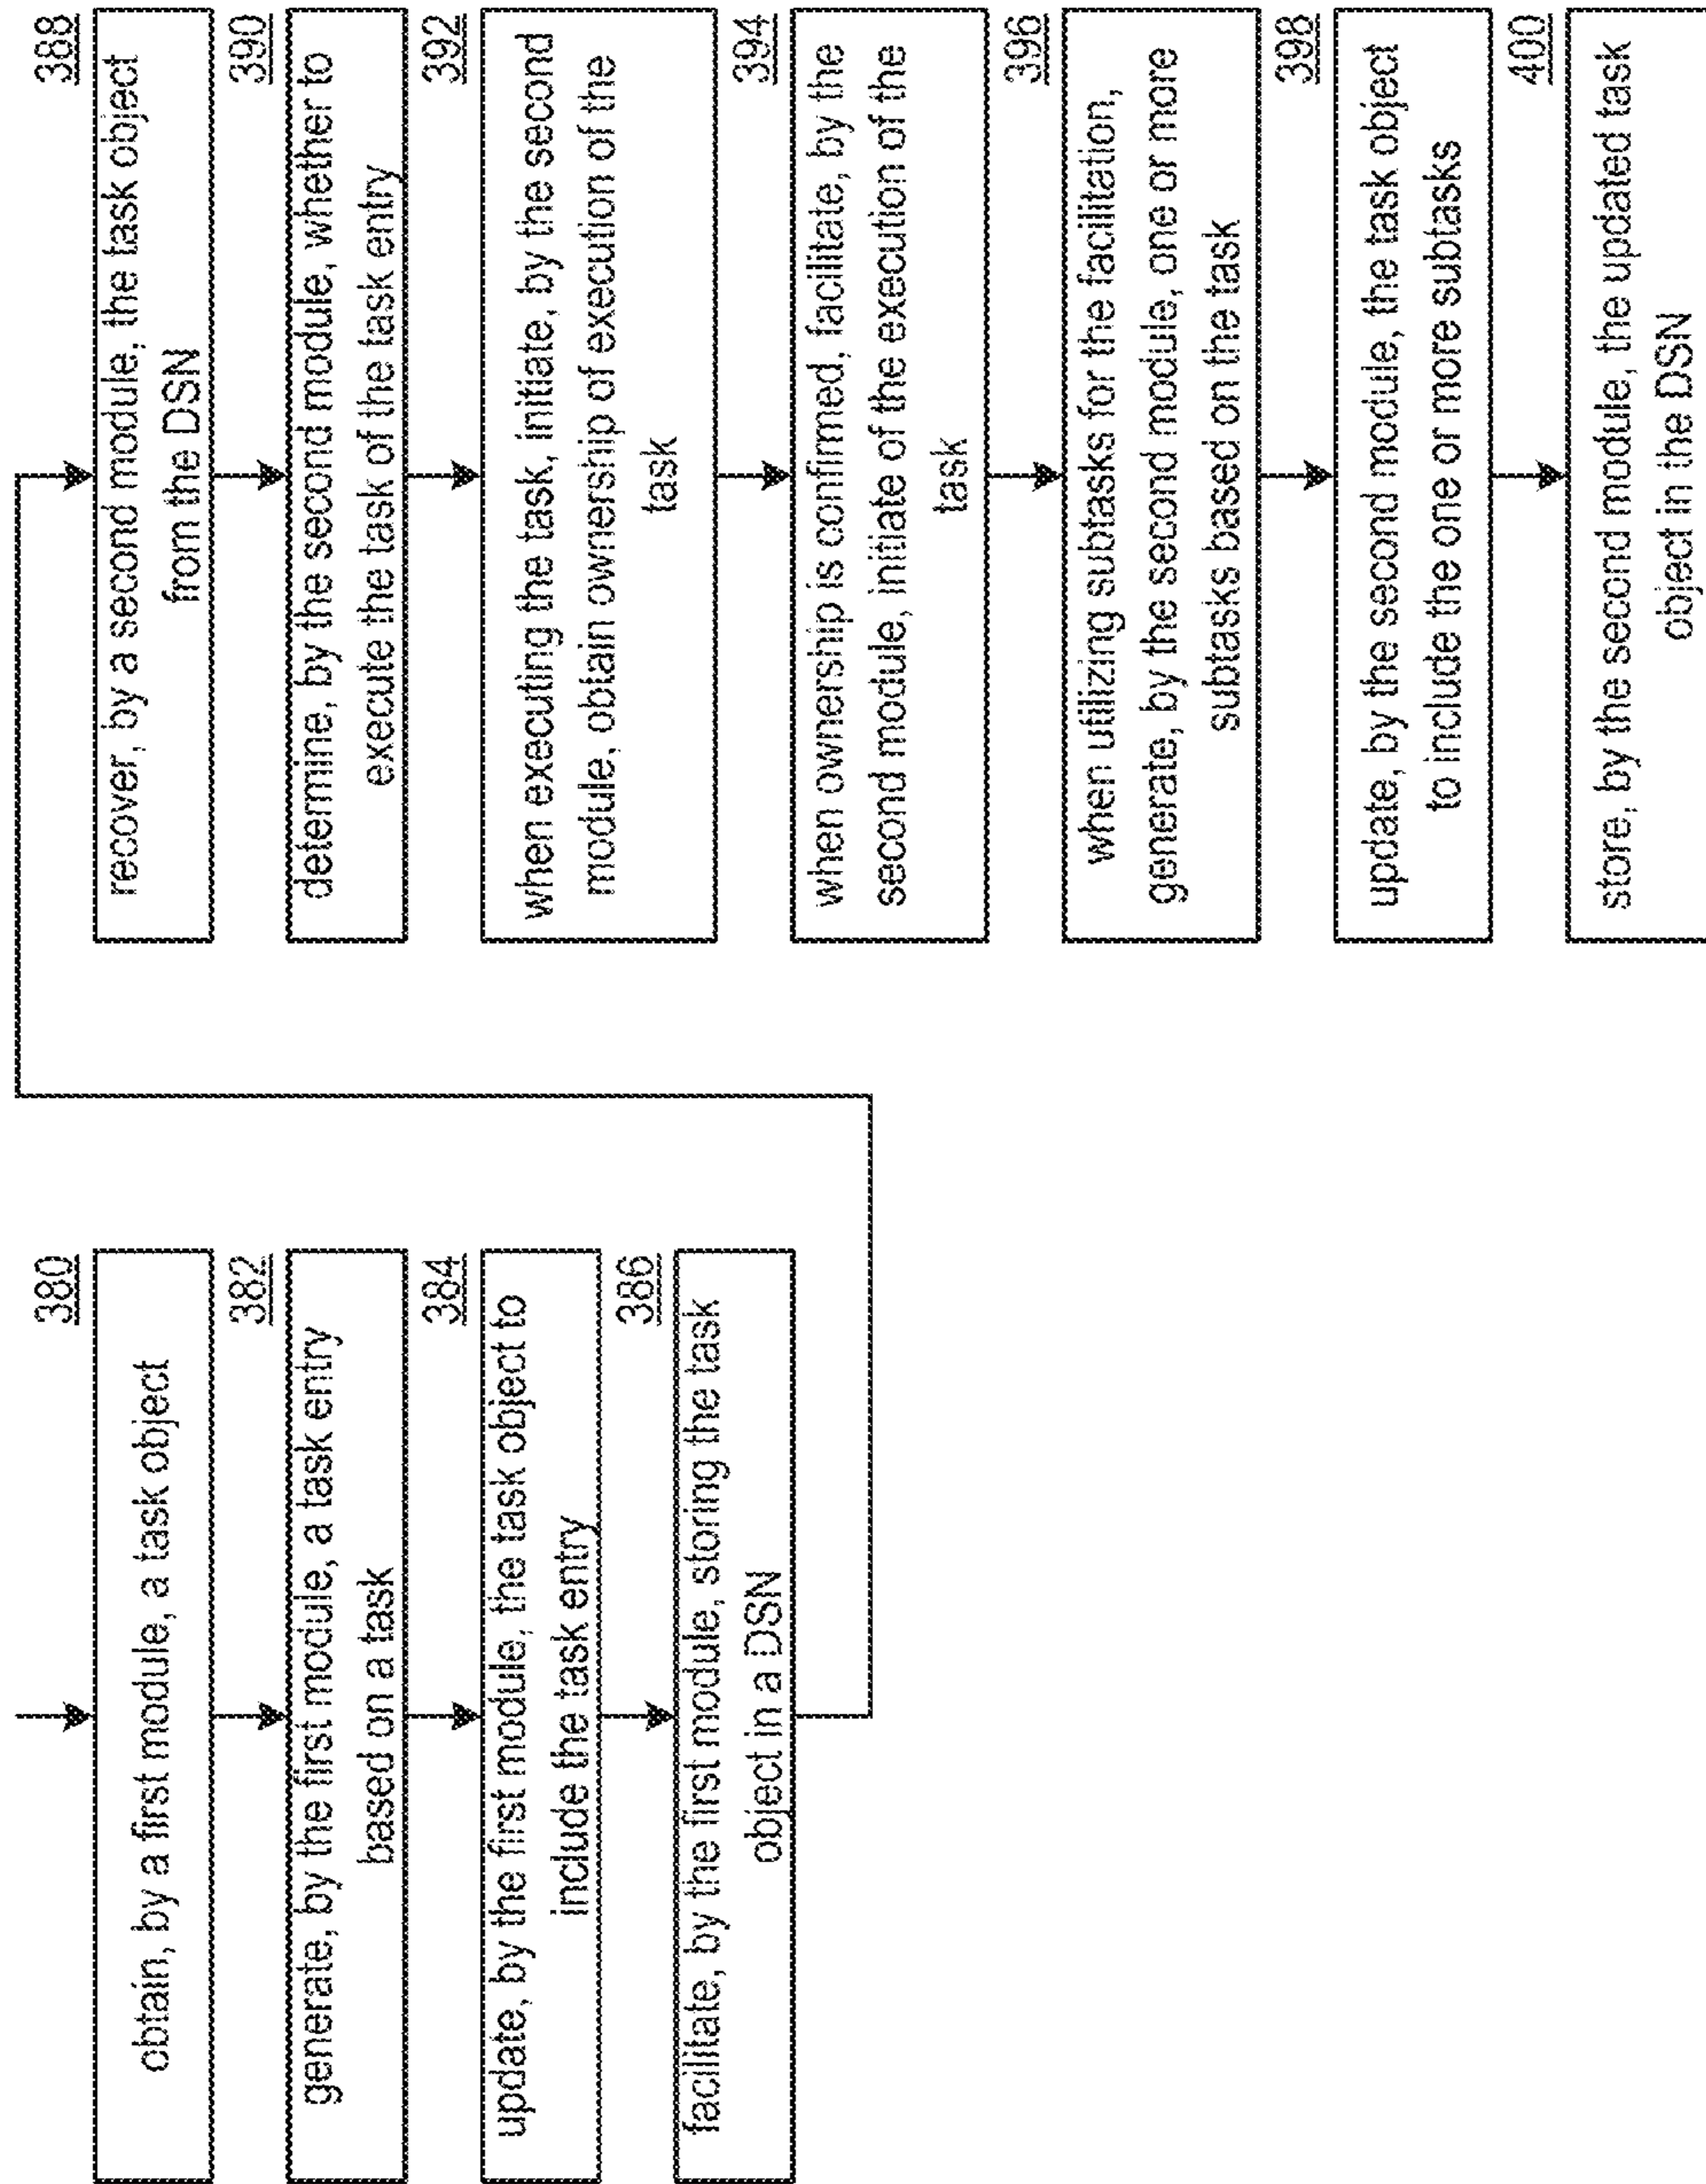 380
obtain, by a first module, a task object
382
generate, by the first module, a task entry
based on a task
384
update, by the first module, the task object to
include the task entry
386
facilitate, by the first module, storing the task
object in a DSN
388
recover, by a second module, the task object
from the DSN
390
determine, by the second module, whether to
execute the task of the task entry
392
when executing the task, initiate, by the second
module, obtain ownership of execution of the
task
394
when ownership is confirmed, facilitate, by the
second module, initiate of the execution of the
task
396
when utilizing subtasks for the facilitation,
generate, by the second module, one or more
subtasks based on the task
398
update, by the second module, the task object
to include the one or more subtasks
400
store, by the second module, the updated task
object in the DSN